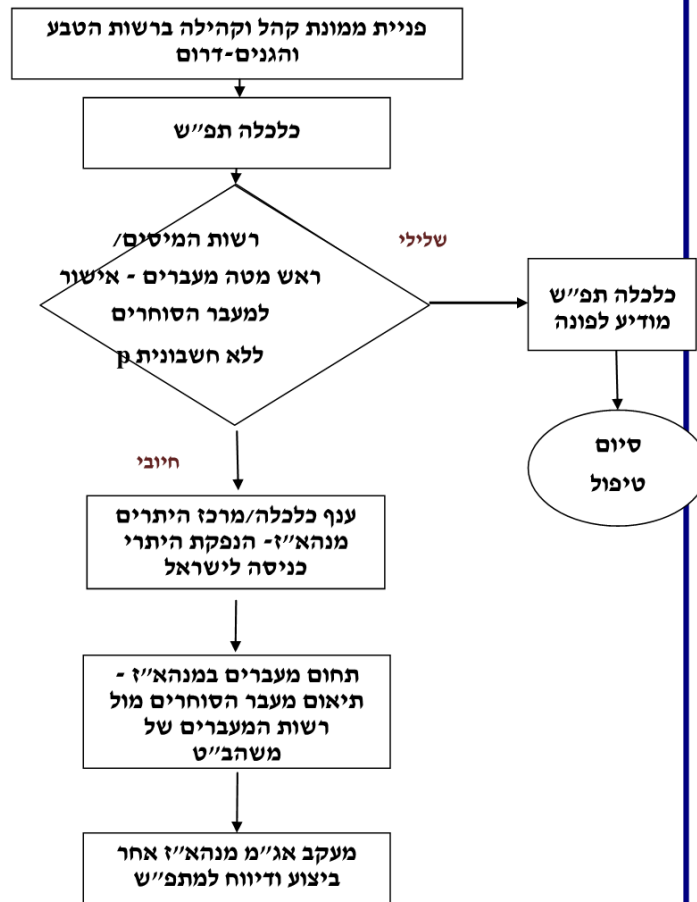 פניית ממונת קהל וקהילה ברשות הטבע
והגנים-דרום
כלכלה תפ״ש
רשות המיסים/
ראש מטה מעברים - אישור
למעבר הסוחרים
ללא חשבונית p
שלילי
כלכלה תפ״ש
מודיע לפונה
סיום
טיפול
חיובי
ענף כלכלה/מרכז היתרים
מנהא״ז- הנפקת היתרי
כניסה לישראל
תחום מעברים במנהא״ז -
תיאום מעבר הסוחרים מול
רשות המעברים של
משהב״ט
מעקב אג״מ מנהא״ז אחר
ביצוע ודיווח למתפ״ש